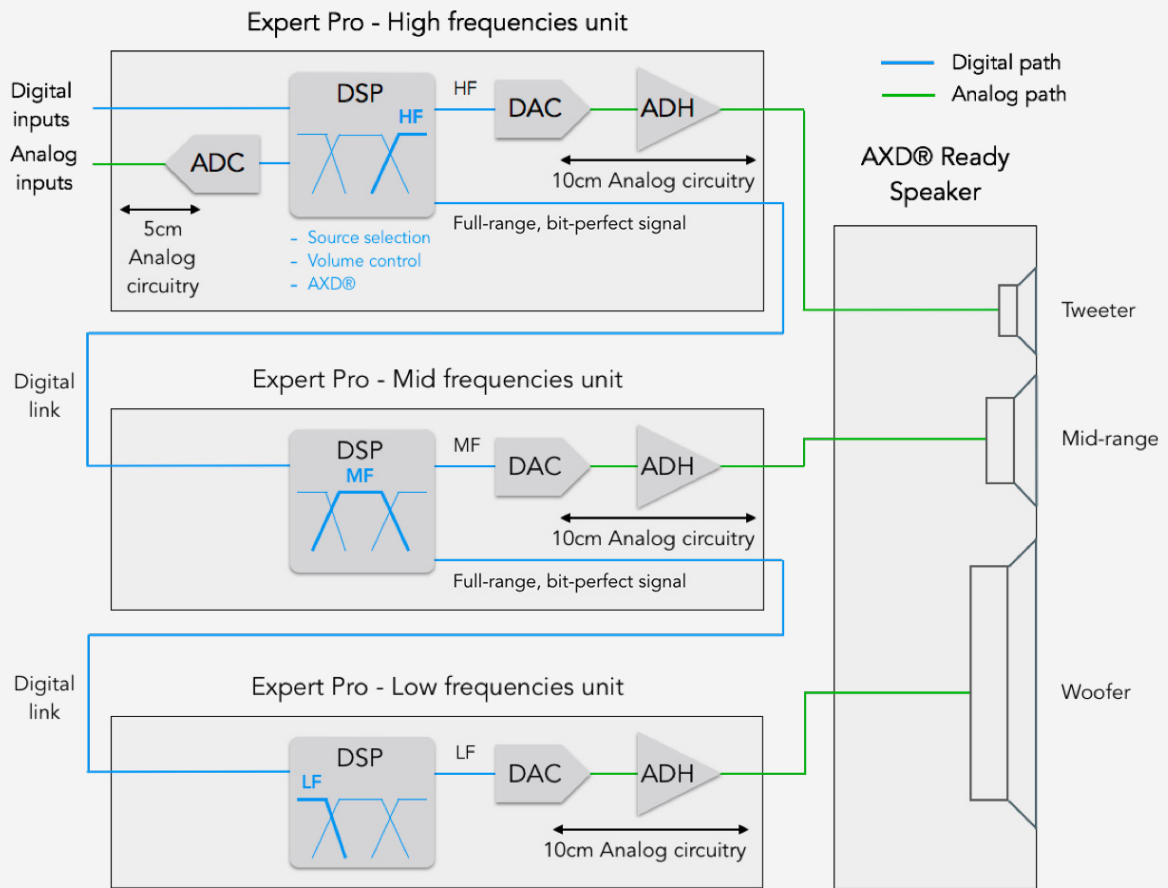 Expert Pro - High frequencies unit
Digital path
Analog path
Digital
inputs
Analog
inputs
ADC
5cm
Analog
circuitry
DSP
HF
- Source selection
- Volume control
- AXD®
HF
DAC
ADH
10cm Analog circuitry
Full-range, bit-perfect signal
AXD® Ready
Speaker
Tweeter
Mid-range
Woofer
Digital
link
Expert Pro - Mid frequencies unit
DSP
MF
MF
DAC
ADH
10cm Analog circuitry
Full-range, bit-perfect signal
Digital
link
Expert Pro - Low frequencies unit
DSP
LF
LF
DAC
ADH
10cm Analog circuitry